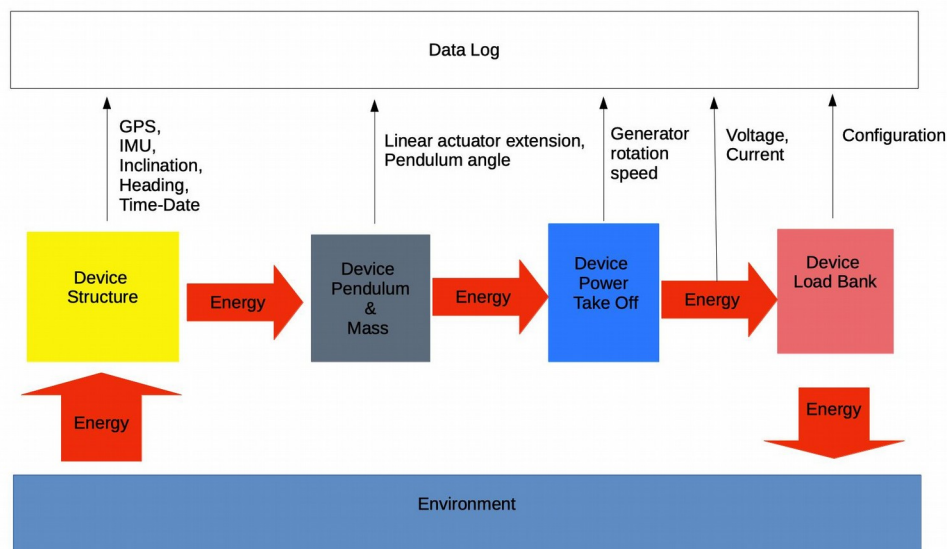 Data Log
GPS,
IMU,
Inclination,
Heading,
Time-Date
Linear actuator extension,
Pendulum angle
Generator
rotation
speed
Voltage,
Current
Configuration
Device
Structure
Energy
Device
Pendulum
&
Mass
Energy
Device
Power
Take Off
Energy
Device
Load Bank
Energy
Energy
Environment